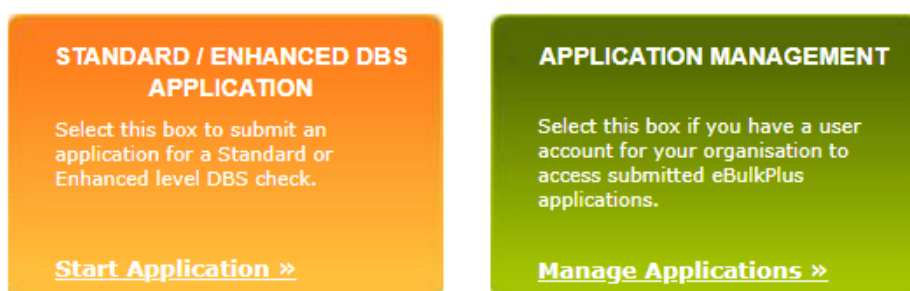 STANDARD / ENHANCED DBS
APPLICATION
Select this box to submit an
application for a Standard or
Enhanced level DBS check.
Start Application »
APPLICATION MANAGEMENT
Select this box if you have a user
account for your organisation to
access submitted eBulkPlus
applications.
Manage Applications »